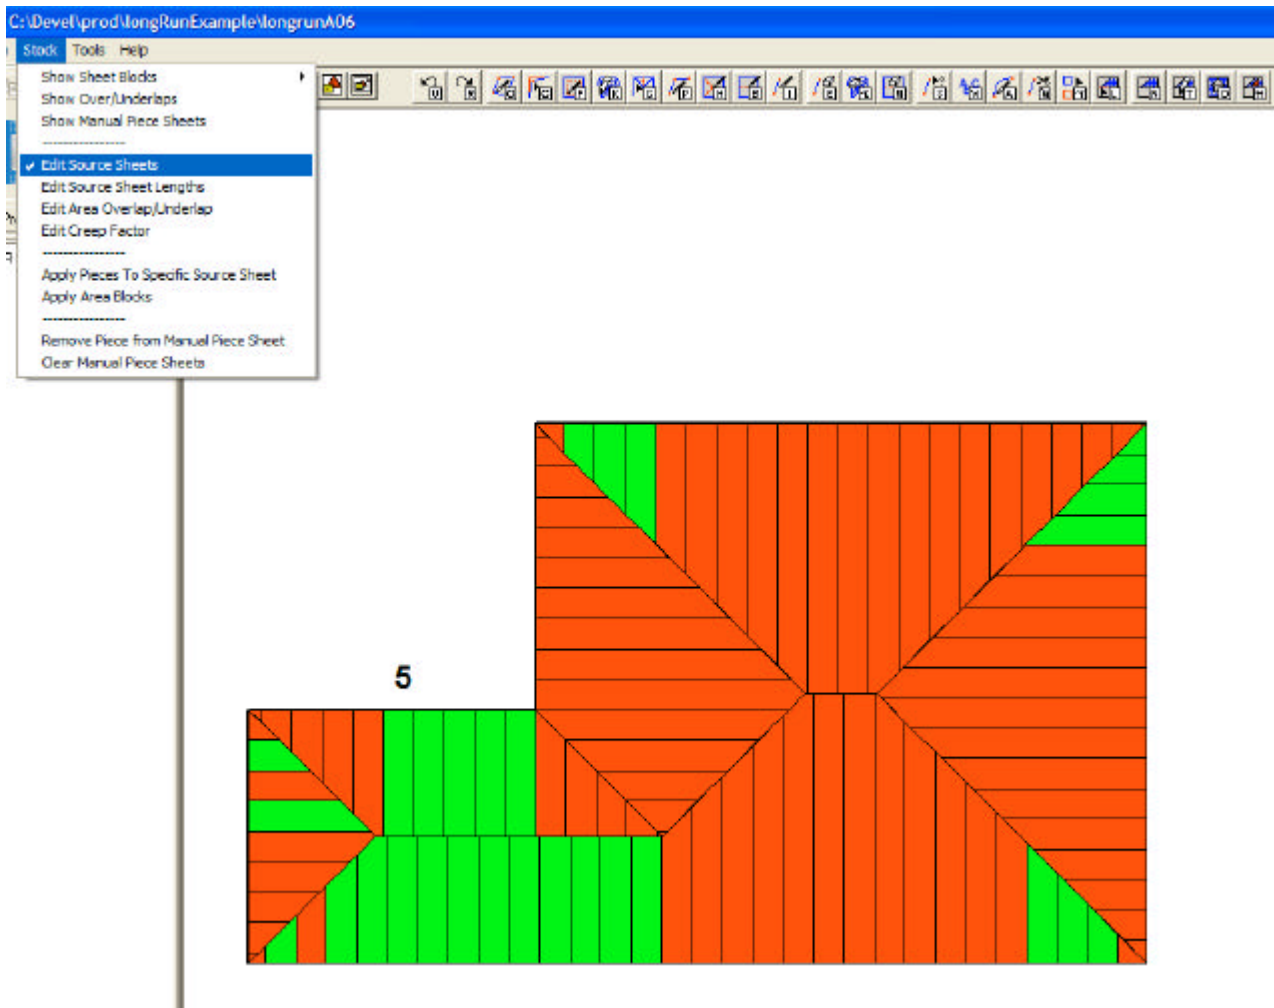 C:\Devel\prod\longRunExample\longrunA06
Stock Tools Help
Show Sheet Blocks
Show Over/Underlaps
Show Manual Piece Sheets
----------------
Edit Source Sheets
Edit Source Sheet Lengths
Edit Area Overlap/Underlap
Edit Creep Factor
----------------
Apply Pieces To Specific Source Sheet
Apply Area Blocks
----------------
Remove Piece from Manual Piece Sheet
Clear Manual Piece Sheets
5